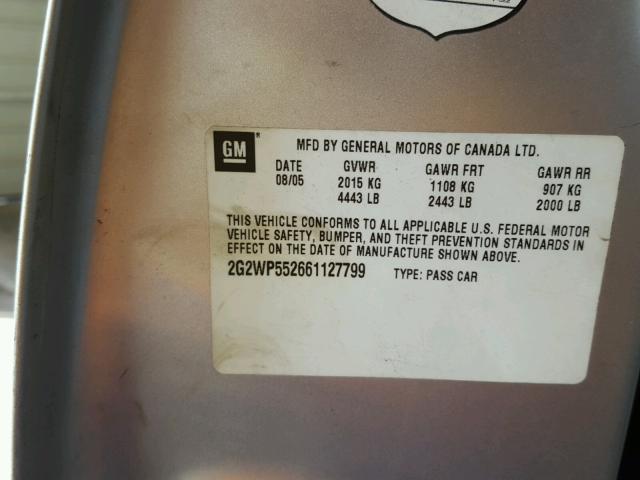 GM ®
MFD BY GENERAL MOTORS OF CANADA LTD.
DATE GVWR GAWR FRT GAWR RR
08/05 2015 KG 1108 KG 907 KG
4443 LB 2443 LB 2000 LB
THIS VEHICLE CONFORMS TO ALL APPLICABLE U.S. FEDERAL MOTOR
VEHICLE SAFETY, BUMPER, AND THEFT PREVENTION STANDARDS IN
EFFECT ON THE DATE OF MANUFACTURE SHOWN ABOVE.
2G2WP552661127799 TYPE: PASS CAR